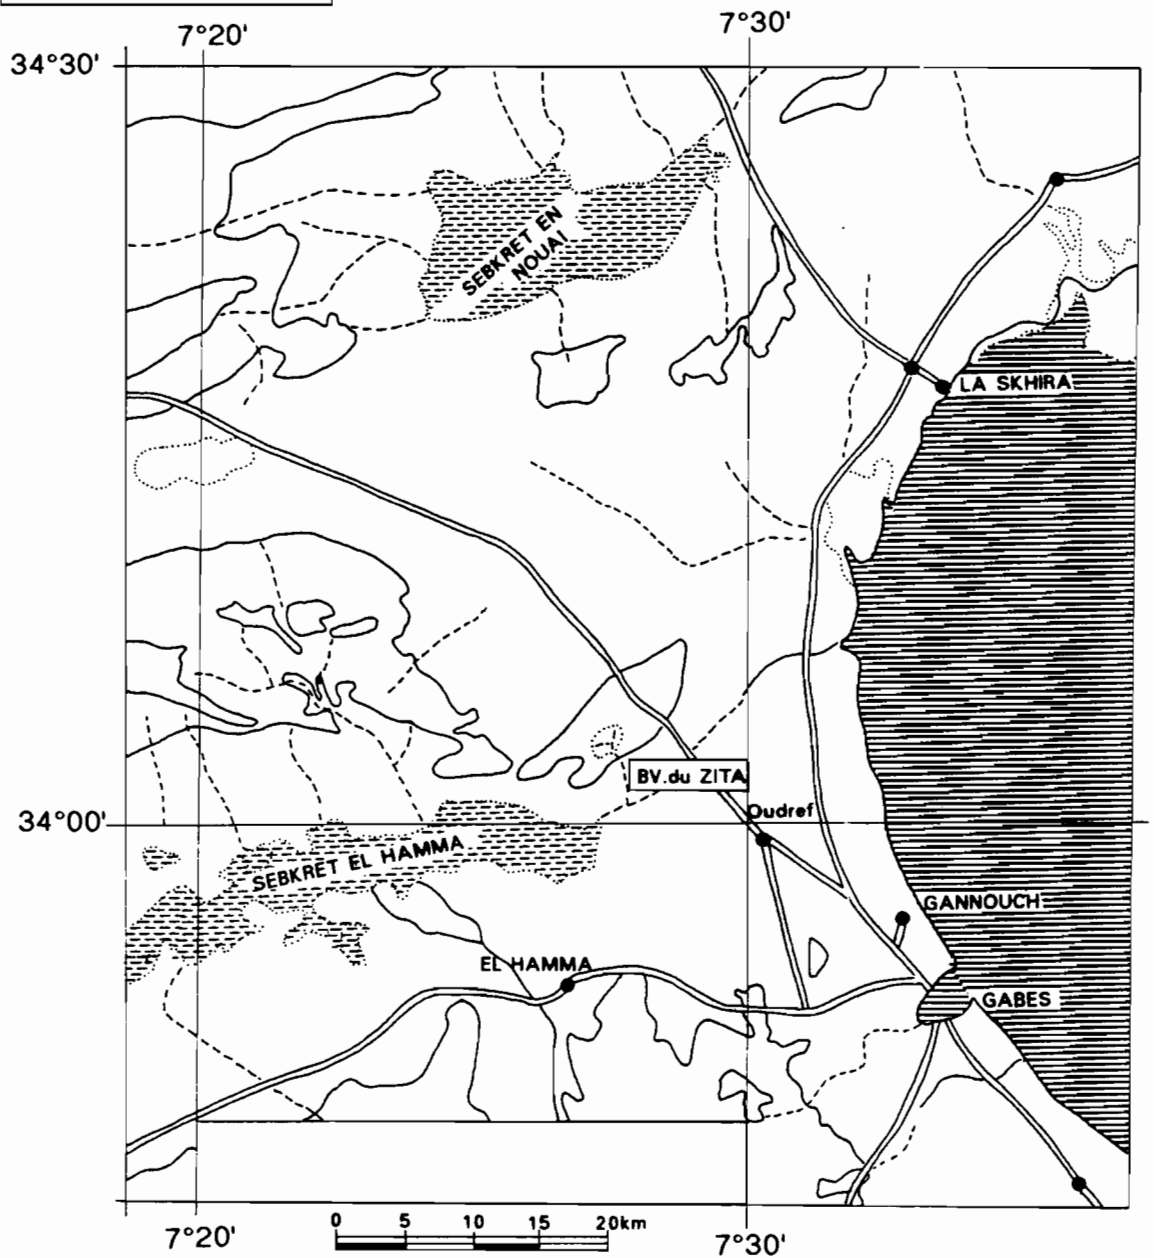 7°20'
7°30'
34°30'
SEBKRET EN
NOUAI
LA SKHIRA
BV.du ZITA
Oudref
34°00'
SEBKRET EL HAMMA
GANNOUCH
EL HAMMA
GABES
0 5 10 15 20km
7°20'
7°30'